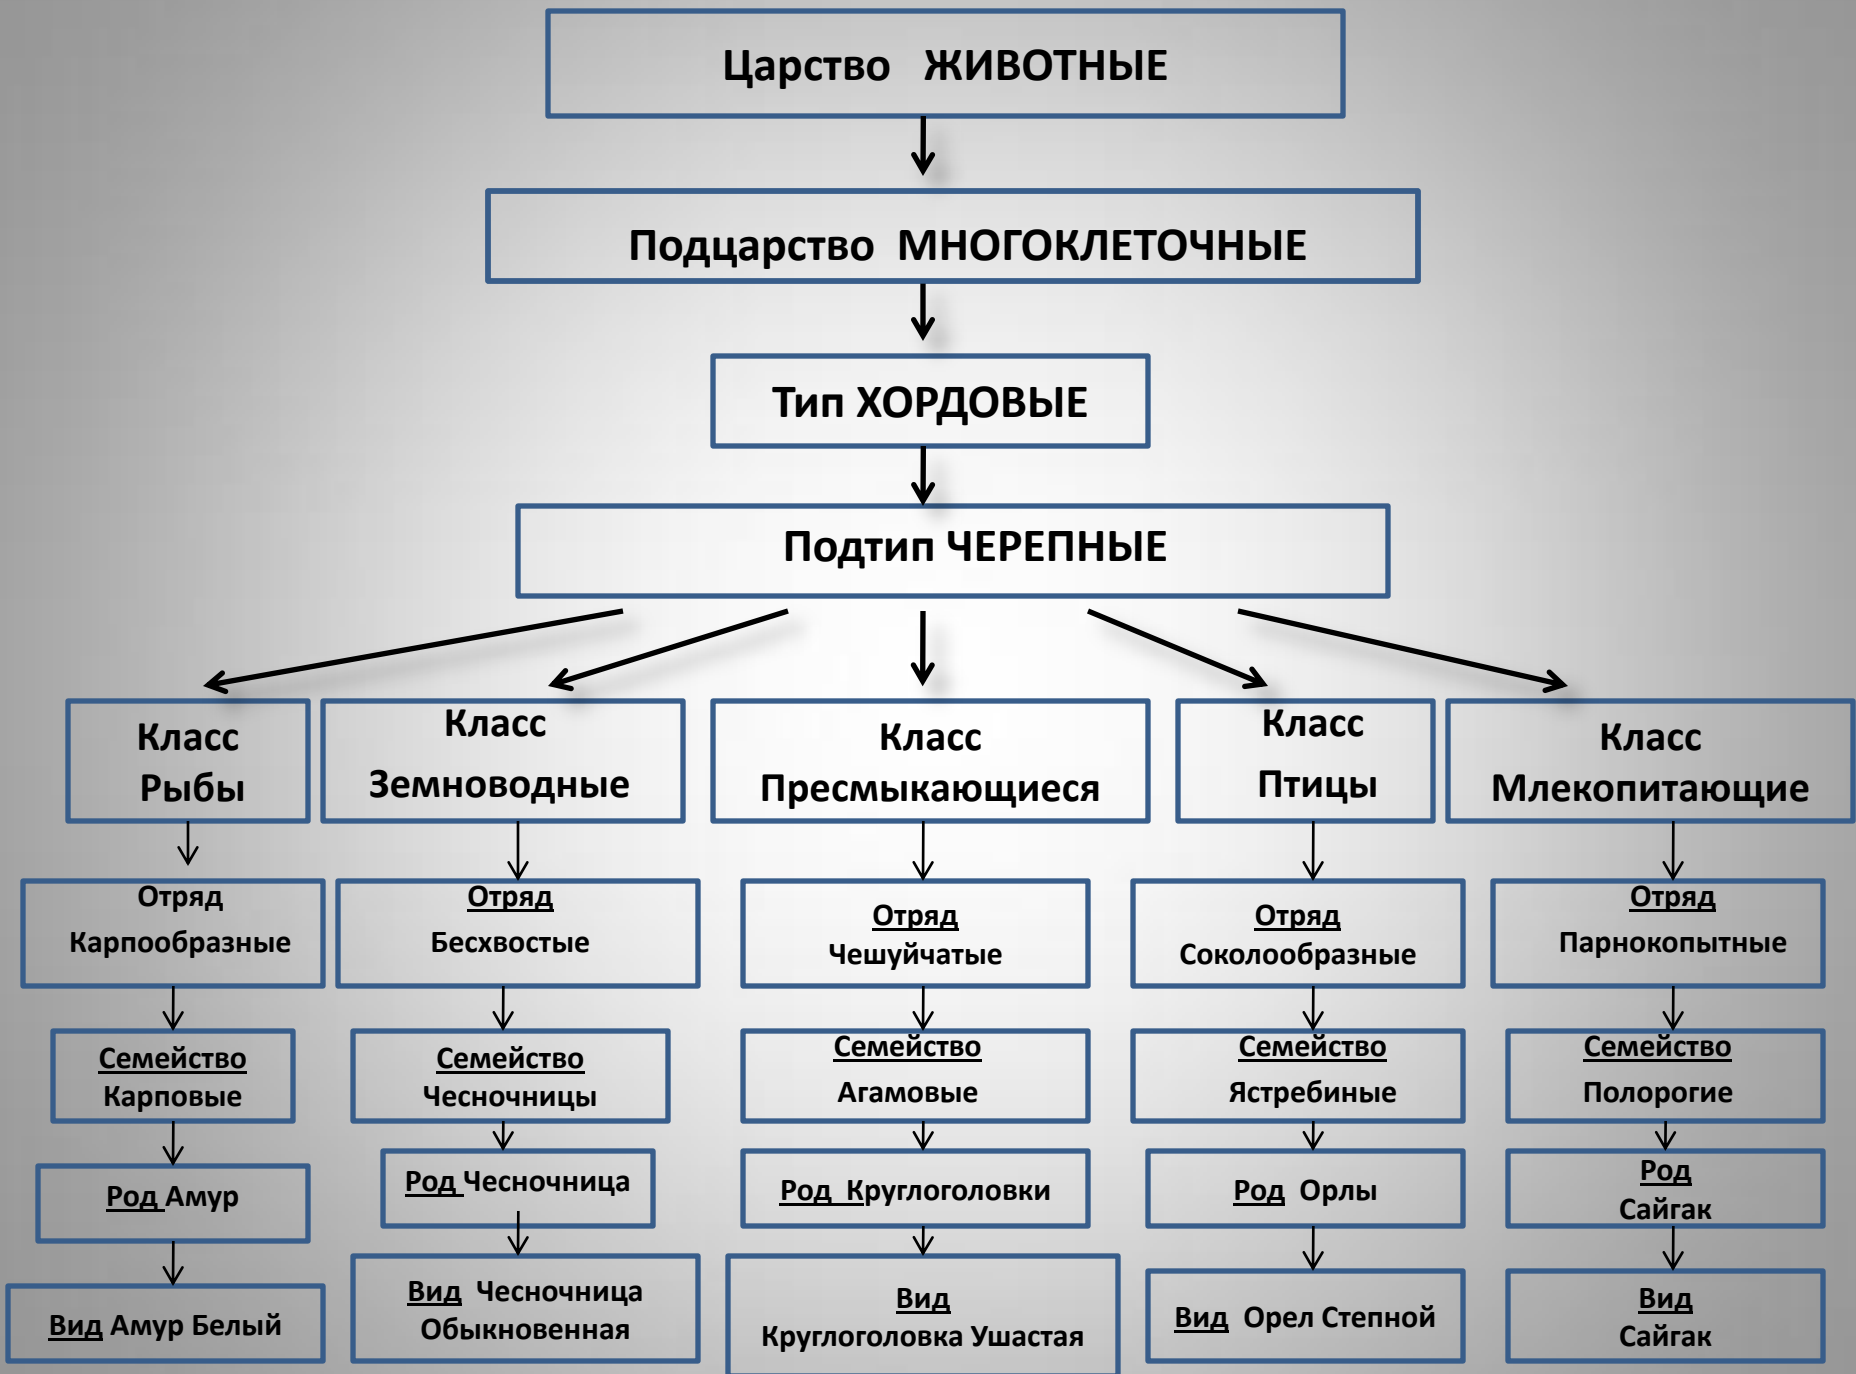 Царство ЖИВОТНЫЕ
Подцарство МНОГОКЛЕТОЧНЫЕ
Тип ХОРДОВЫЕ
Подтип ЧЕРЕПНЫЕ
Класс
Рыбы
Класс
Земноводные
Класс
Пресмыкающиеся
Класс
Птицы
Класс
Млекопитающие
Отряд
Карпообразные
Отряд
Бесхвостые
Отряд
Чешуйчатые
Отряд
Соколообразные
Отряд
Парнокопытные
Семейство
Карповые
Семейство
Чесночницы
Семейство
Агамовые
Семейство
Ястребиные
Семейство
Полорогие
Род Амур
Род Чесночница
Род Круглоголовки
Род Орлы
Род
Сайгак
Вид Амур Белый
Вид Чесночница
Обыкновенная
Вид
Круглоголовка Ушастая
Вид Орел Степной
Вид
Сайгак